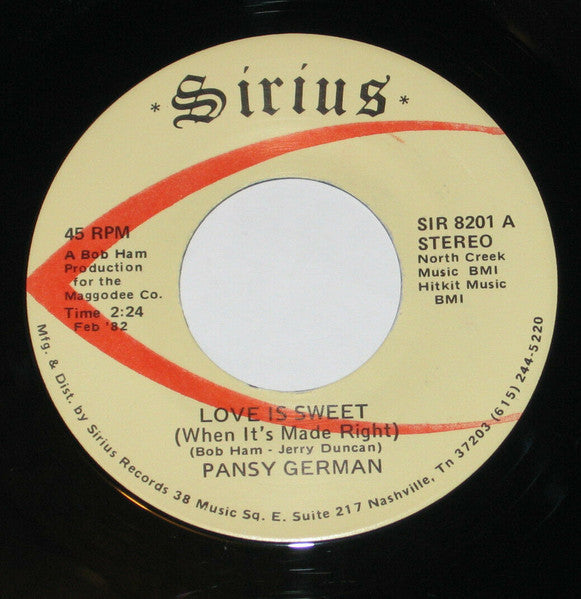 * Sirius *
45 RPM
A Bob Ham
Production
for the
Maggodee Co.
Time 2:24
Feb '82
SIR 8201 A
STEREO
North Creek
Music BMI
Hitkit Music
BMI
LOVE IS SWEET
(When It's Made Right)
(Bob Ham - Jerry Duncan)
PANSY GERMAN
Mfg. & Dist. by Sirius Records 38 Music Sq. E. Suite 217 Nashville, Tn 37203 (615) 244-5220